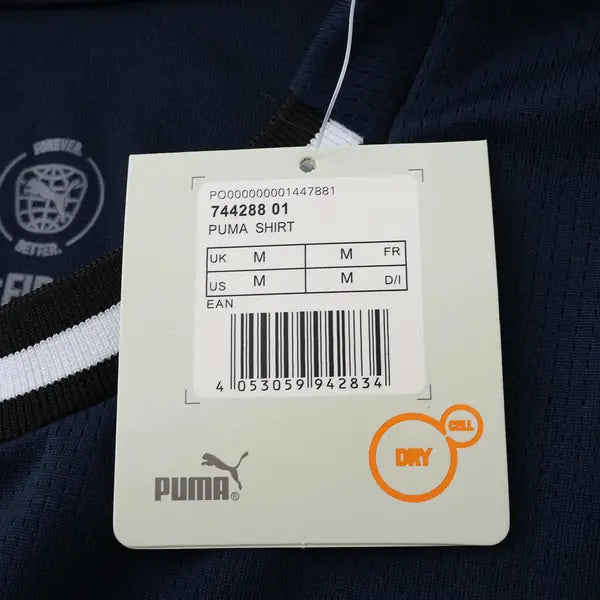 FOREVER.
BETTER.
PO000000001447881
744288 01
PUMA SHIRT
UK M M FR
US M M D/I
EAN
4 053059 942834
CELL
DRY
PUMA®